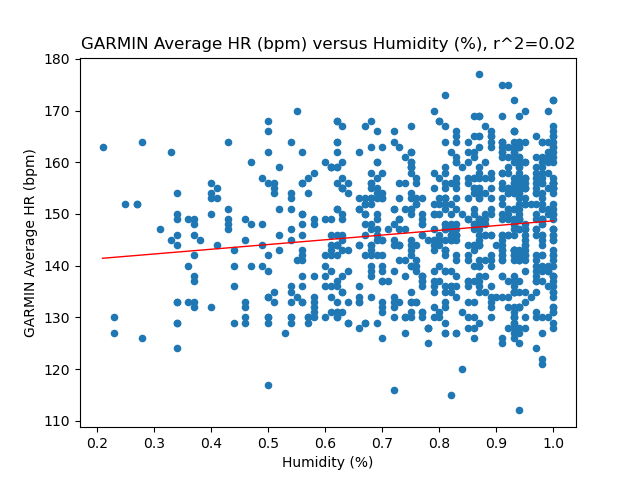 GARMIN Average HR (bpm) versus Humidity (%), r^2=0.02
180
170
160
150
140
130
120
110
GARMIN Average HR (bpm)
0.2 0.3 0.4 0.5 0.6 0.7 0.8 0.9 1.0
Humidity (%)